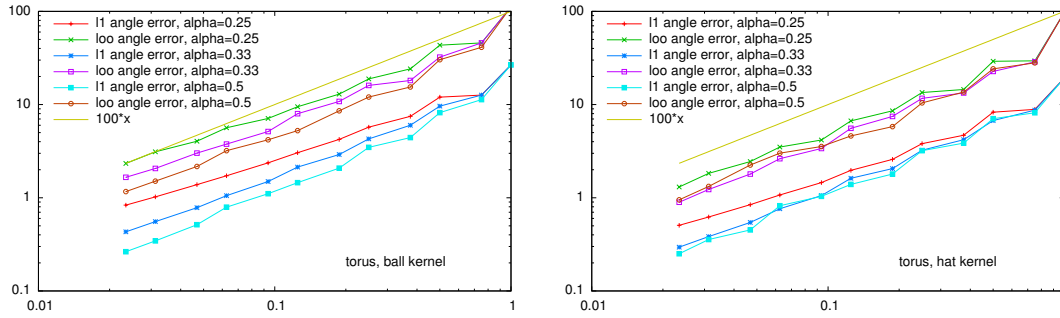 100
10
1
0.1
0.01
0.1
1
l1 angle error, alpha=0.25
loo angle error, alpha=0.25
l1 angle error, alpha=0.33
loo angle error, alpha=0.33
l1 angle error, alpha=0.5
loo angle error, alpha=0.5
100*x
torus, ball kernel
100
10
1
0.1
0.01
0.1
l1 angle error, alpha=0.25
loo angle error, alpha=0.25
l1 angle error, alpha=0.33
loo angle error, alpha=0.33
l1 angle error, alpha=0.5
loo angle error, alpha=0.5
100*x
torus, hat kernel